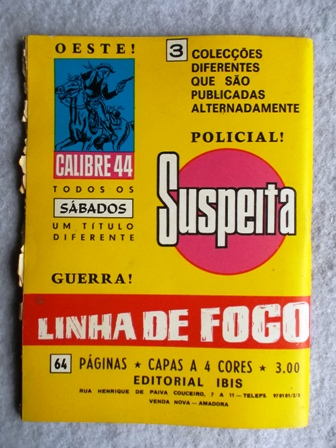 OESTE!
CALIBRE 44
TODOS OS
SÁBADOS
UM TÍTULO
DIFERENTE
3 COLECÇÕES
DIFERENTES
QUE SÃO
PUBLICADAS
ALTERNADAMENTE
POLICIAL!
Suspeita
GUERRA!
LINHA DE FOGO
64 PÁGINAS ★ CAPAS A 4 CORES ★ 3.00
EDITORIAL IBIS
RUA HENRIQUE DE PAIVA COUCEIRO, 7 A 11 — TELEFS.
VENDA NOVA — AMADORA